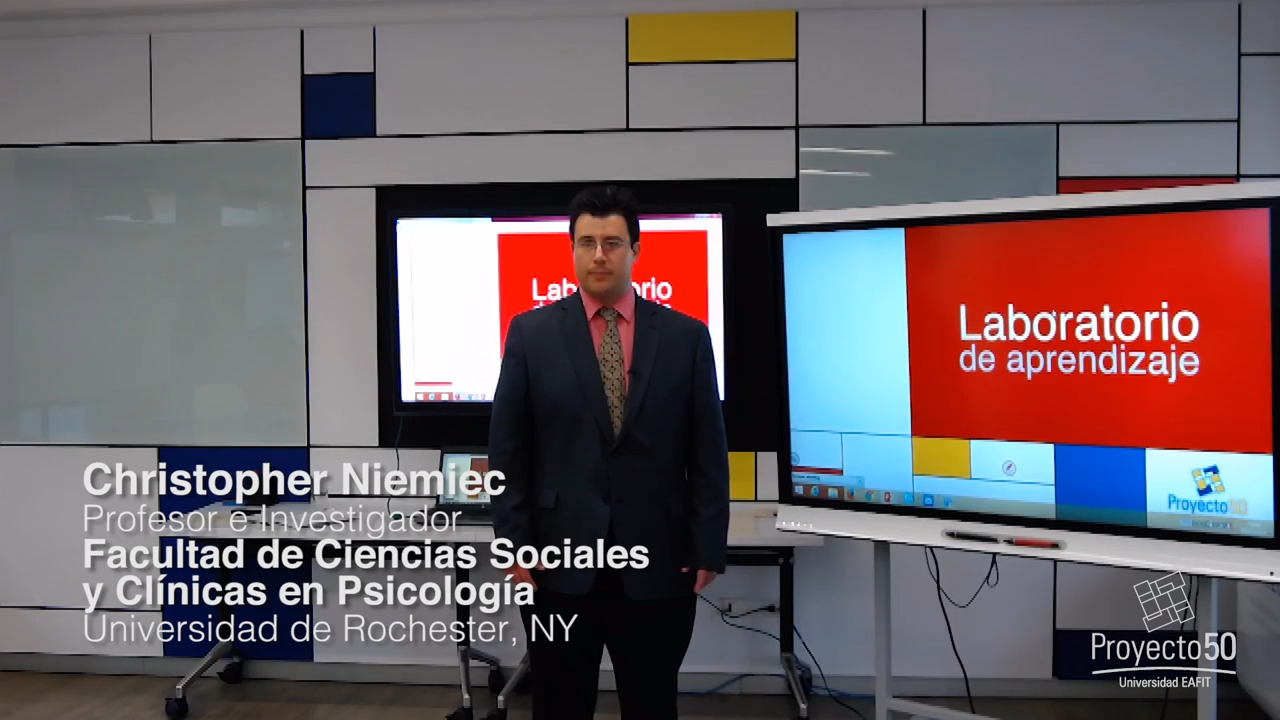 Laboratorio
de aprendizaje
Proyecto50
Christopher Niemiec
Profesor e Investigador
Facultad de Ciencias Sociales
y Clínicas en Psicología
Universidad de Rochester, NY
Proyecto50
Universidad EAFIT